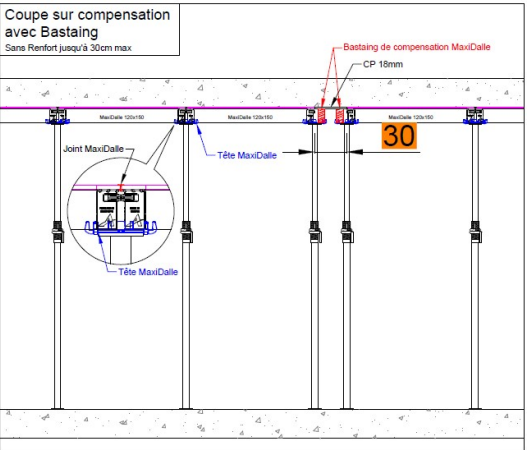 Coupe sur compensation
avec Bastaing
Sans Renfort jusqu'à 30cm max
Bastaing de compensation MaxiDalle
CP 18mm
MaxiDalle 120x150
MaxiDalle 120x150
MaxiDalle 120x150
30
Joint MaxiDalle
Tête MaxiDalle
Tête MaxiDalle